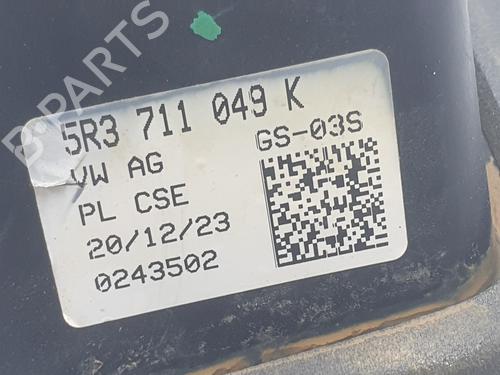 B-PARTS
5R3 711 049 K
VW AG
GS-03S
PL CSE
20/12/23
0243502